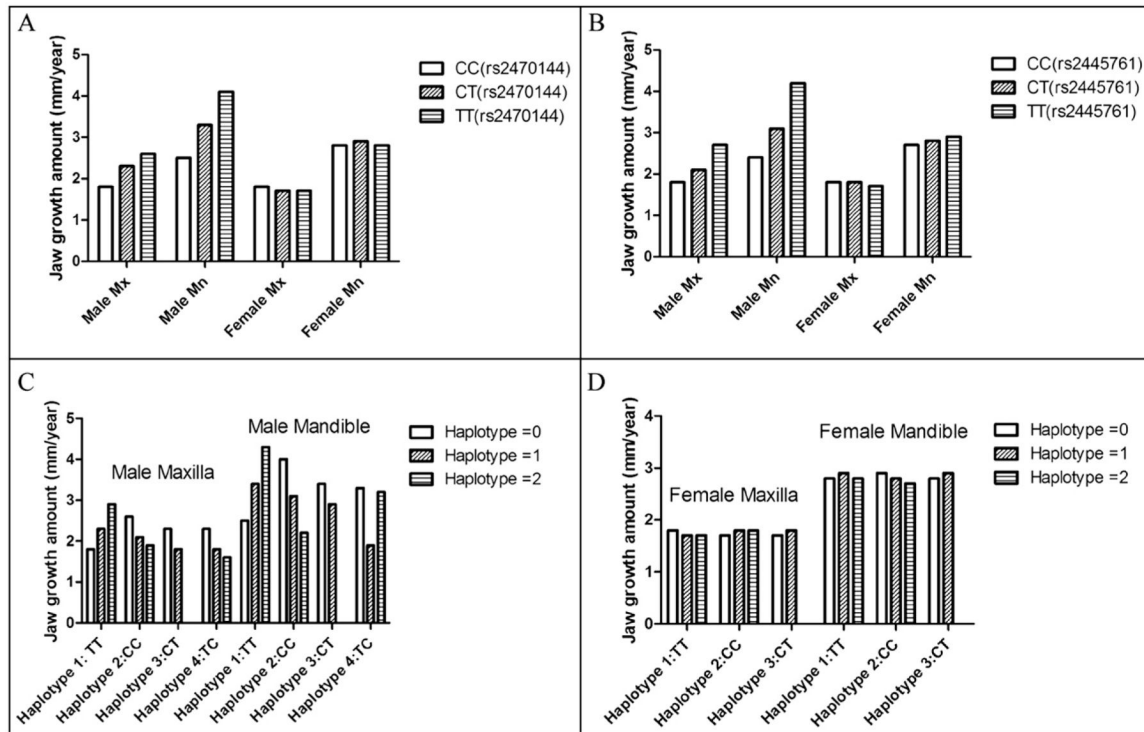 A
Jaw growth amount (mm/year)
5
4
3
2
1
0
CC(rs2470144)
CT(rs2470144)
TT(rs2470144)
Male Mx
Male Mn
Female Mx
Female Mn
B
Jaw growth amount (mm/year)
5
4
3
2
1
0
CC(rs2445761)
CT(rs2445761)
TT(rs2445761)
Male Mx
Male Mn
Female Mx
Female Mn
C
Jaw growth amount (mm/year)
5
4
3
2
1
0
Male Maxilla
Male Mandible
Haplotype =0
Haplotype =1
Haplotype =2
Haplotype 1: TT
Haplotype 2:CC
Haplotype 3:CT
Haplotype 4:TC
Haplotype 1:TT
Haplotype 2:CC
Haplotype 3:CT
Haplotype 4:TC
D
Jaw growth amount (mm/year)
4
3
2
1
0
Female Maxilla
Female Mandible
Haplotype =0
Haplotype =1
Haplotype =2
Haplotype 1:TT
Haplotype 2:CC
Haplotype 3:CT
Haplotype 1:TT
Haplotype 2:CC
Haplotype 3:CT